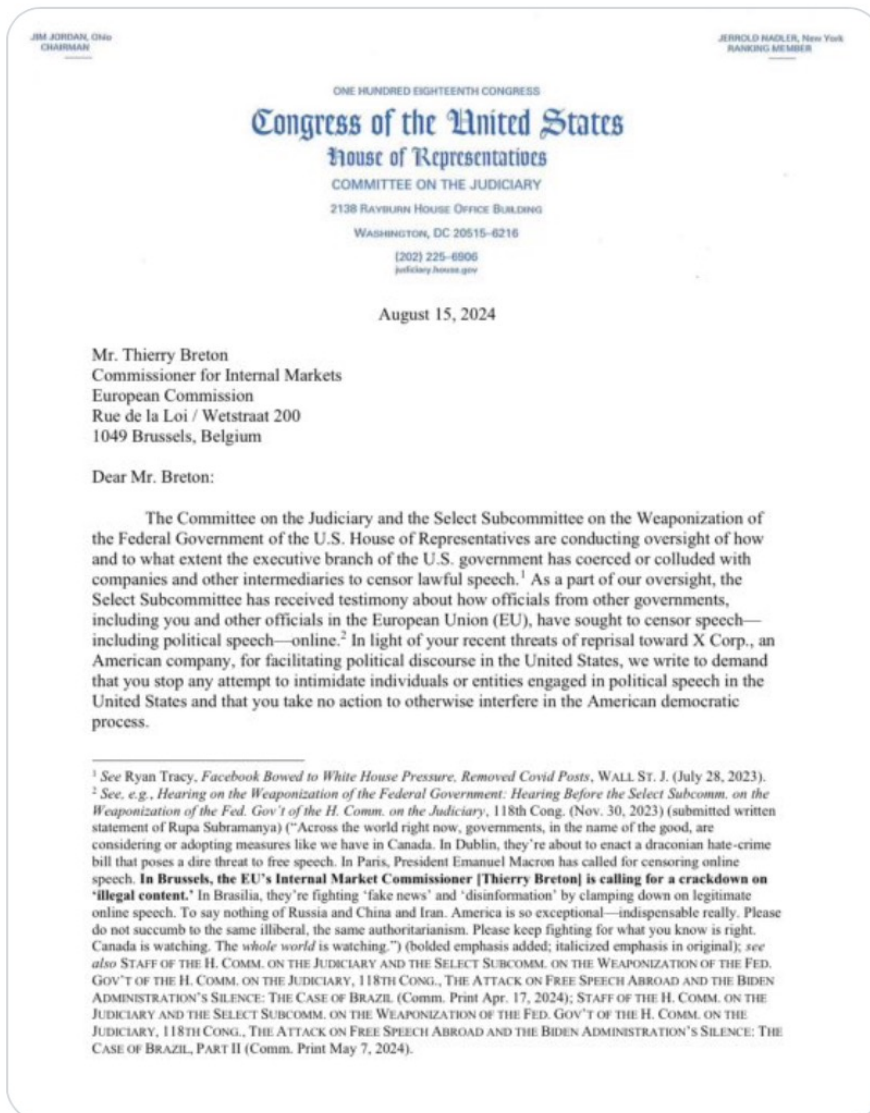 JIM JORDAN, Ohio
CHAIRMAN
JERROLD NADLER, New York
RANKING MEMBER
ONE HUNDRED EIGHTEENTH CONGRESS
Congress of the United States
House of Representatives
COMMITTEE ON THE JUDICIARY
2138 RAYBURN HOUSE OFFICE BUILDING
WASHINGTON, DC 20515-6216
(202) 225-6906
judiciary.house.gov
August 15, 2024
Mr. Thierry Breton
Commissioner for Internal Markets
European Commission
Rue de la Loi / Wetstraat 200
1049 Brussels, Belgium
Dear Mr. Breton:
The Committee on the Judiciary and the Select Subcommittee on the Weaponization of
the Federal Government of the U.S. House of Representatives are conducting oversight of how
and to what extent the executive branch of the U.S. government has coerced or colluded with
companies and other intermediaries to censor lawful speech.¹ As a part of our oversight, the
Select Subcommittee has received testimony about how officials from other governments,
including you and other officials in the European Union (EU), have sought to censor speech—
including political speech—online.² In light of your recent threats of reprisal toward X Corp., an
American company, for facilitating political discourse in the United States, we write to demand
that you stop any attempt to intimidate individuals or entities engaged in political speech in the
United States and that you take no action to otherwise interfere in the American democratic
process.
¹ See Ryan Tracy, Facebook Bowed to White House Pressure, Removed Covid Posts, WALL ST. J. (July 28, 2023).
² See, e.g., Hearing on the Weaponization of the Federal Government: Hearing Before the Select Subcomm. on the
Weaponization of the Fed. Gov't of the H. Comm. on the Judiciary, 118th Cong. (Nov. 30, 2023) (submitted written
statement of Rupa Subramanya) ("Across the world right now, governments, in the name of the good, are
considering or adopting measures like we have in Canada. In Dublin, they're about to enact a draconian hate-crime
bill that poses a dire threat to free speech. In Paris, President Emanuel Macron has called for censoring online
speech. In Brussels, the EU's Internal Market Commissioner [Thierry Breton] is calling for a crackdown on
'illegal content.' In Brasilia, they're fighting 'fake news' and 'disinformation' by clamping down on legitimate
online speech. To say nothing of Russia and China and Iran. America is so exceptional—indispensable really. Please
do not succumb to the same illiberal, the same authoritarianism. Please keep fighting for what you know is right.
Canada is watching. The whole world is watching.") (bolded emphasis added; italicized emphasis in original); see
also STAFF OF THE H. COMM. ON THE JUDICIARY AND THE SELECT SUBCOMM. ON THE WEAPONIZATION OF THE FED.
GOV'T OF THE H. COMM. ON THE JUDICIARY, 118TH CONG., THE ATTACK ON FREE SPEECH ABROAD AND THE BIDEN
ADMINISTRATION'S SILENCE: THE CASE OF BRAZIL (Comm. Print Apr. 17, 2024); STAFF OF THE H. COMM. ON THE
JUDICIARY AND THE SELECT SUBCOMM. ON THE WEAPONIZATION OF THE FED. GOV'T OF THE H. COMM. ON THE
JUDICIARY, 118TH CONG., THE ATTACK ON FREE SPEECH ABROAD AND THE BIDEN ADMINISTRATION'S SILENCE: THE
CASE OF BRAZIL, PART II (Comm. Print May 7, 2024).